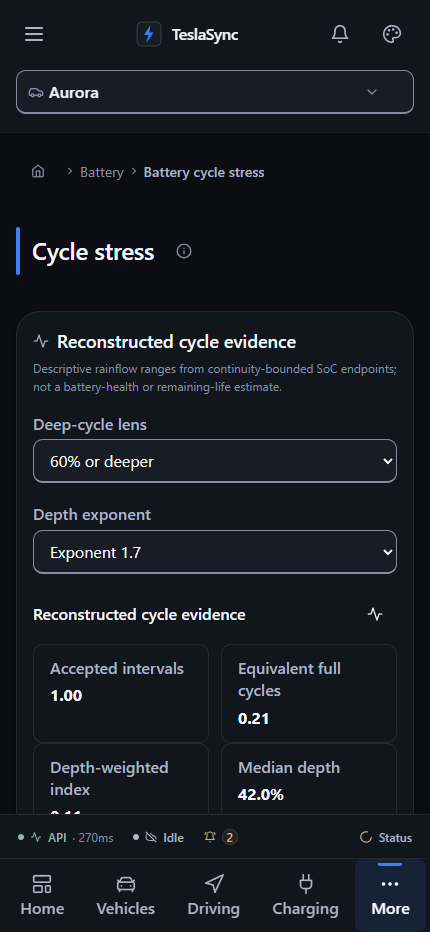 TeslaSync
Aurora
Battery
Battery cycle stress
Cycle stress
Reconstructed cycle evidence
Descriptive rainflow ranges from continuity-bounded SoC endpoints;
not a battery-health or remaining-life estimate.
Deep-cycle lens
60% or deeper
Depth exponent
Exponent 1.7
Reconstructed cycle evidence
Accepted intervals
1.00
Equivalent full
cycles
0.21
Depth-weighted
index
Median depth
42.0%
API · 270ms
Idle
2
Status
Home
Vehicles
Driving
Charging
More